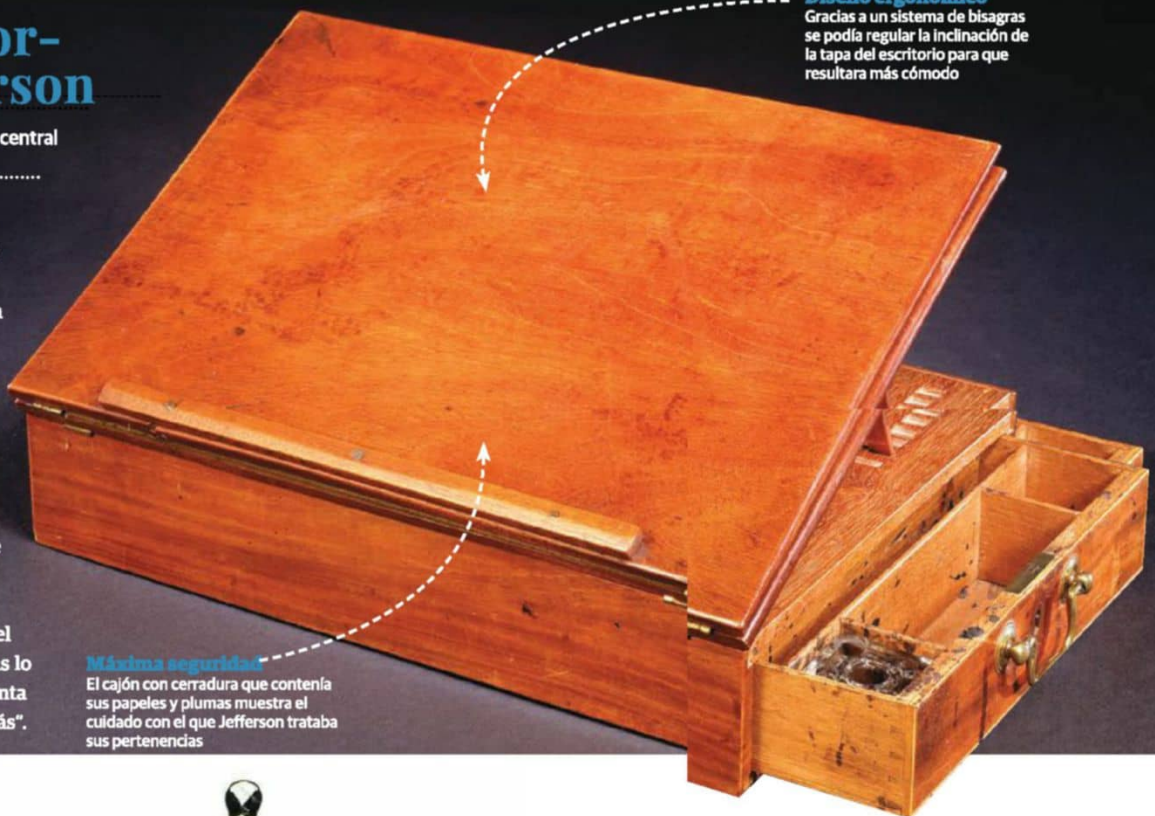 or-
rson
central
el
s lo
nta
ás".
Diseño ergonómico
Gracias a un sistema de bisagras
se podía regular la inclinación de
la tapa del escritorio para que
resultara más cómodo
Máxima seguridad
El cajón con cerradura que contenía
sus papeles y plumas muestra el
cuidado con el que Jefferson trataba
sus pertenencias